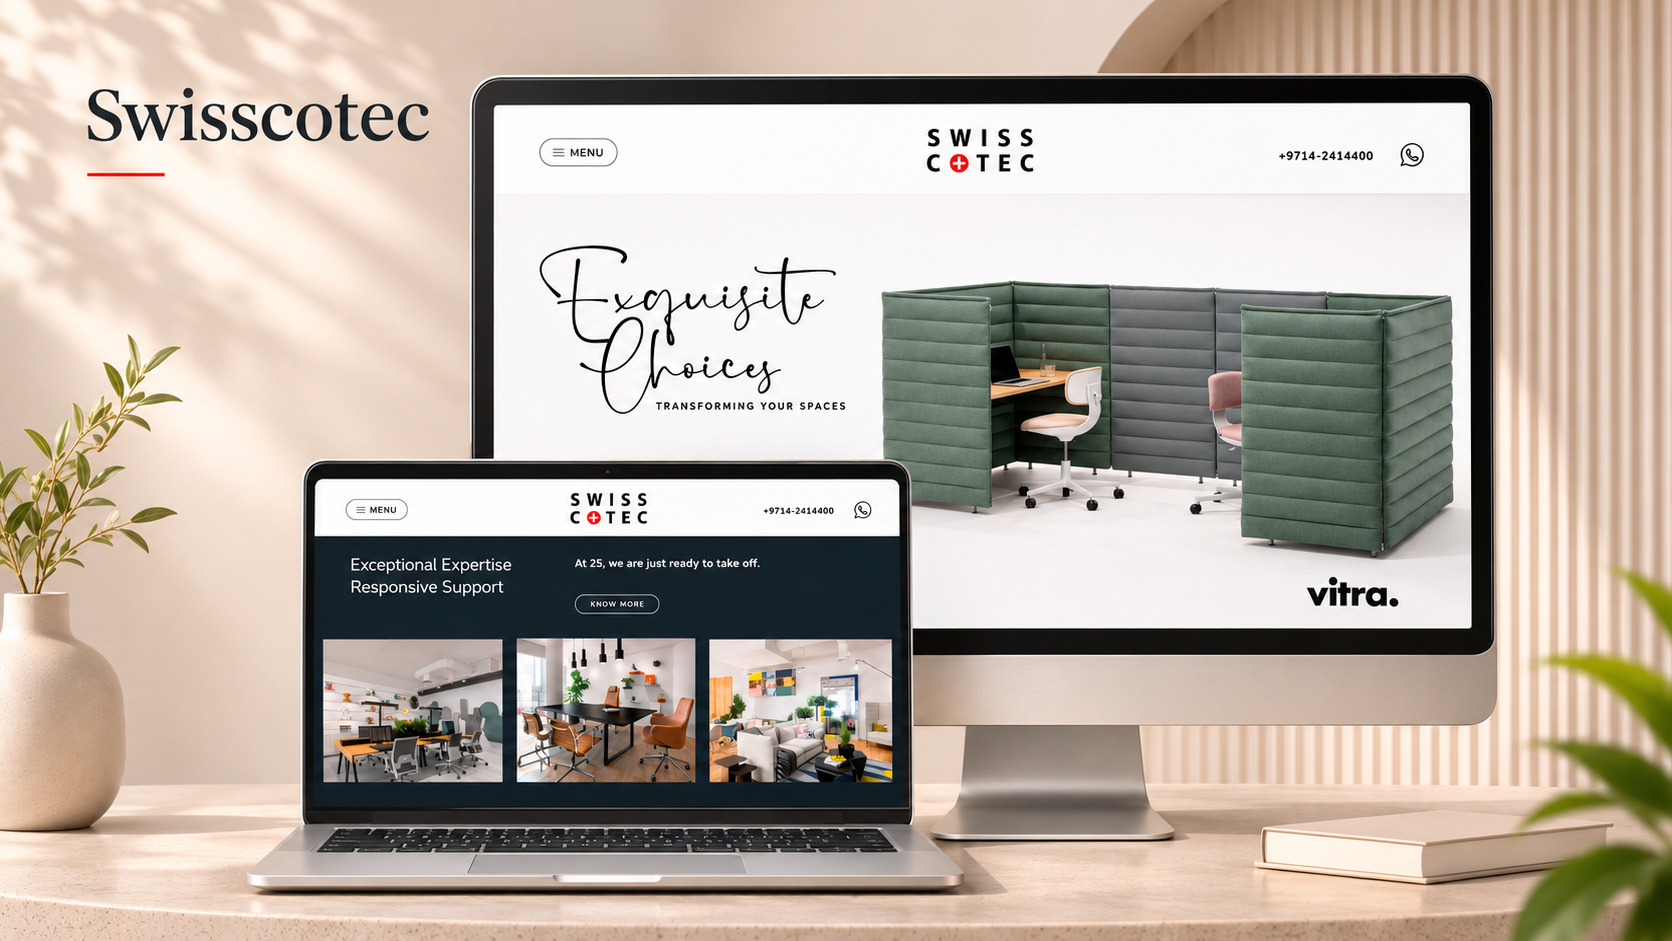 Swisscotec
MENU
SWISS
COTEC
+9714-2414400
Exquisite
Choices
TRANSFORMING YOUR SPACES
vitra.
MENU
SWISS
COTEC
+9714-2414400
Exceptional Expertise
Responsive Support
At 25, we are just ready to take off.
KNOW MORE